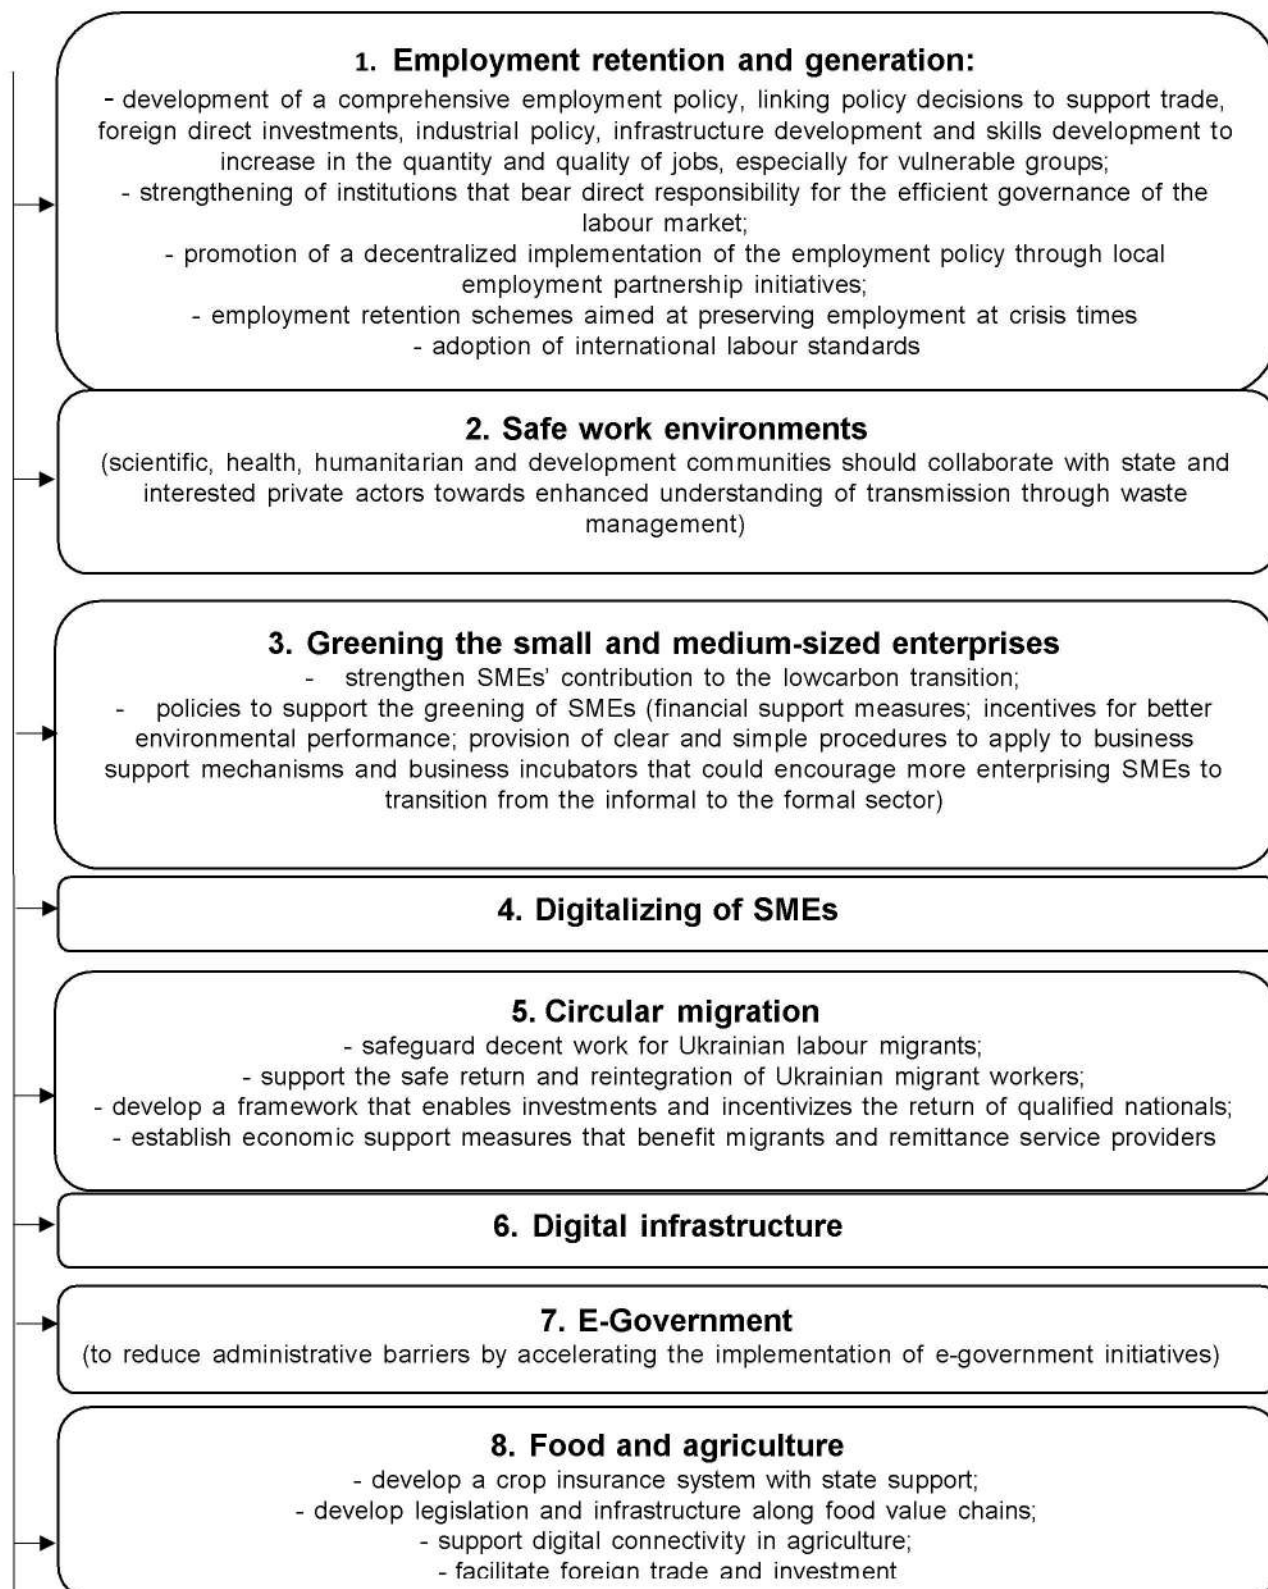 1. Employment retention and generation:
- development of a comprehensive employment policy, linking policy decisions to support trade,
foreign direct investments, industrial policy, infrastructure development and skills development to
increase in the quantity and quality of jobs, especially for vulnerable groups;
- strengthening of institutions that bear direct responsibility for the efficient governance of the
labour market;
- promotion of a decentralized implementation of the employment policy through local
employment partnership initiatives;
- employment retention schemes aimed at preserving employment at crisis times
- adoption of international labour standards
2. Safe work environments
(scientific, health, humanitarian and development communities should collaborate with state and
interested private actors towards enhanced understanding of transmission through waste
management)
3. Greening the small and medium-sized enterprises
- strengthen SMEs' contribution to the lowcarbon transition;
- policies to support the greening of SMEs (financial support measures; incentives for better
environmental performance; provision of clear and simple procedures to apply to business
support mechanisms and business incubators that could encourage more enterprising SMEs to
transition from the informal to the formal sector)
4. Digitalizing of SMEs
5. Circular migration
- safeguard decent work for Ukrainian labour migrants;
- support the safe return and reintegration of Ukrainian migrant workers;
- develop a framework that enables investments and incentivizes the return of qualified nationals;
- establish economic support measures that benefit migrants and remittance service providers
6. Digital infrastructure
7. E-Government
(to reduce administrative barriers by accelerating the implementation of e-government initiatives)
8. Food and agriculture
- develop a crop insurance system with state support;
- develop legislation and infrastructure along food value chains;
- support digital connectivity in agriculture;
- facilitate foreign trade and investment